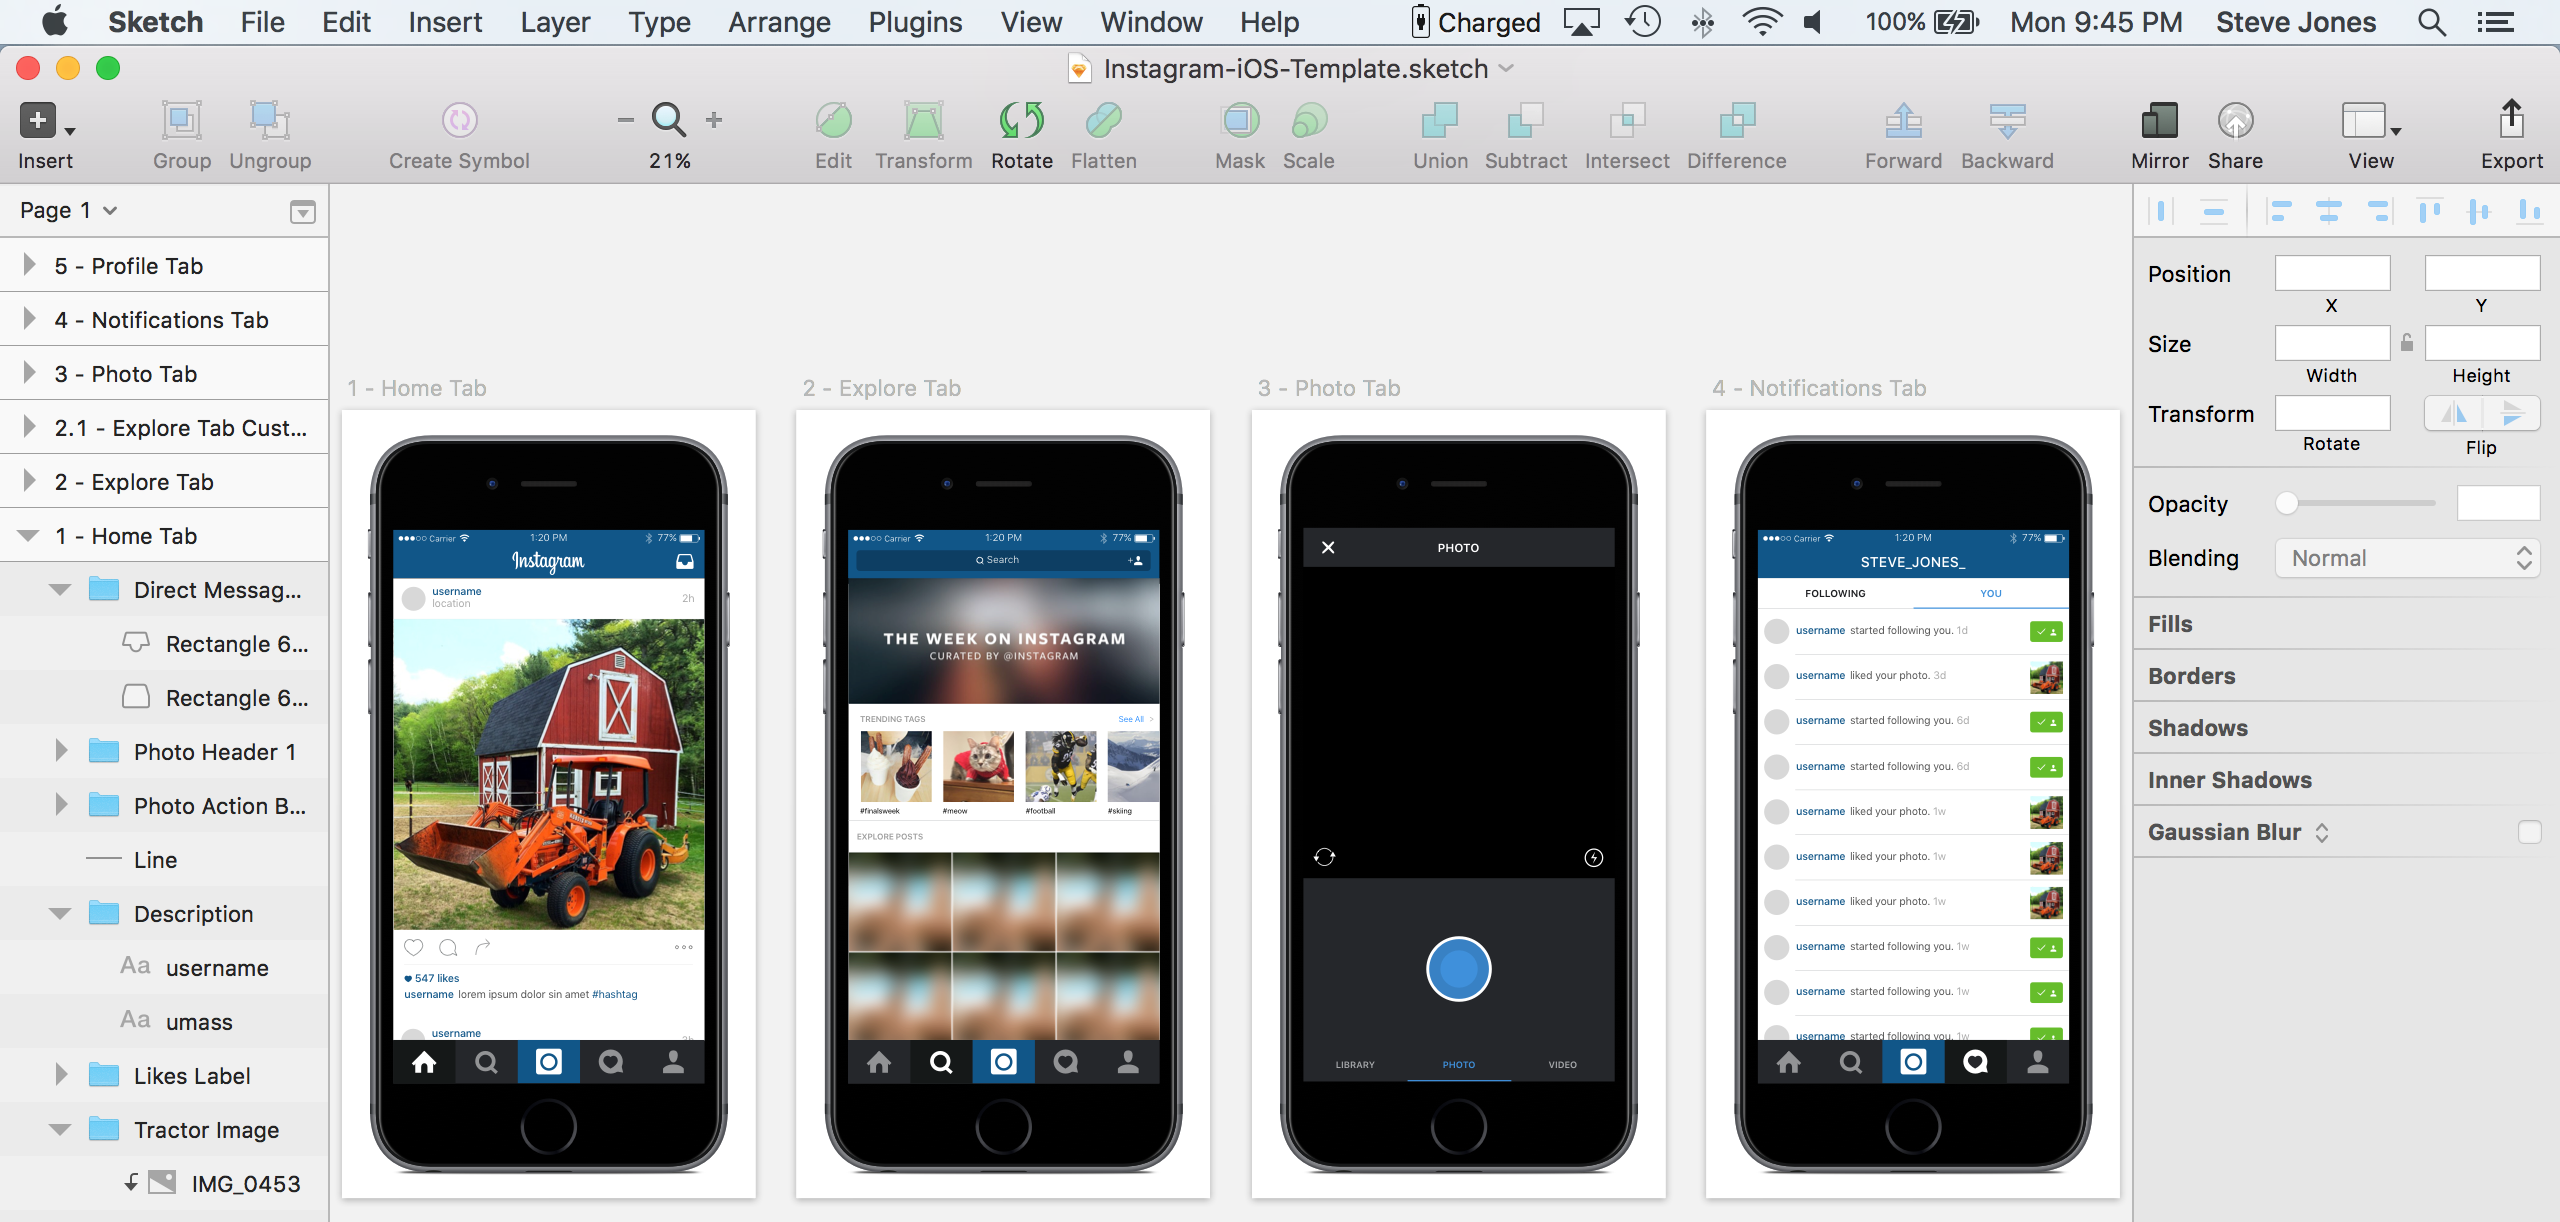 Sketch File Edit Insert Layer Type Arrange Plugins View Window Help Charged 100% Mon 9:45 PM Steve Jones
Instagram-iOS-Template.sketch
Insert Group Ungroup Create Symbol 21% Edit Transform Rotate Flatten Mask Scale Union Subtract Intersect Difference Forward Backward Mirror Share View Export
Page 1
5 - Profile Tab
4 - Notifications Tab
3 - Photo Tab
2.1 - Explore Tab Cust...
2 - Explore Tab
1 - Home Tab
Direct Messag...
Rectangle 6...
Rectangle 6...
Photo Header 1
Photo Action B...
Line
Description
Aa username
Aa umass
Likes Label
Tractor Image
IMG_0453
1 - Home Tab
Carrier 1:20 PM 77%
Instagram
username
location
2h
547 likes
username lorem ipsum dolor sin amet #hashtag
username
2h
2 - Explore Tab
Carrier 1:20 PM 77%
Search
THE WEEK ON INSTAGRAM
CURATED BY @INSTAGRAM
TRENDING TAGS See All
#finalsweek #meow #football #skiing
EXPLORE POSTS
3 - Photo Tab
PHOTO
LIBRARY PHOTO VIDEO
4 - Notifications Tab
Carrier 1:20 PM 77%
STEVE_JONES_
FOLLOWING YOU
username started following you. 1d
username liked your photo. 3d
username started following you. 6d
username started following you. 6d
username liked your photo. 1w
username liked your photo. 1w
username liked your photo. 1w
username started following you. 1w
username started following you. 1w
username started following you. 1w
Position
X Y
Size
Width Height
Transform
Rotate Flip
Opacity
Blending Normal
Fills
Borders
Shadows
Inner Shadows
Gaussian Blur